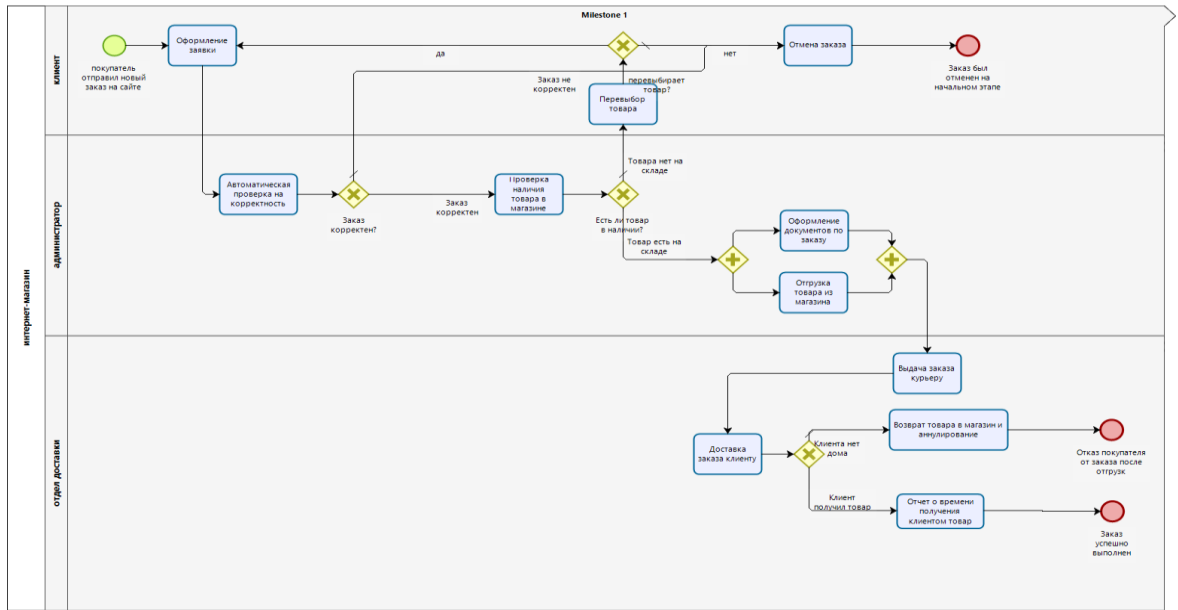 Milestone 1
интернет-магазин
клиент
покупатель
отправил новый
заказ на сайте
Оформление
заявки
да
нет
Отмена заказа
Заказ был
отменен на
начальном этапе
Заказ не
корректен
перевыбирает
товар?
Перевыбор
товара
администратор
Автоматическая
проверка на
корректность
Заказ
корректен?
Заказ
корректен
Проверка
наличия
товара в
магазине
Товара нет на
складе
Есть ли товар
в наличии?
Товар есть на
складе
Оформление
документов по
заказу
Отгрузка
товара из
магазина
отдел доставки
Выдача заказа
курьеру
Доставка
заказа клиенту
Клиента нет
дома
Возврат товара в магазин и
аннулирование
Отказ покупателя
от заказа после
отгрузк
Клиент
получил товар
Отчет о времени
получения
клиентом товар
Заказ
успешно
выполнен